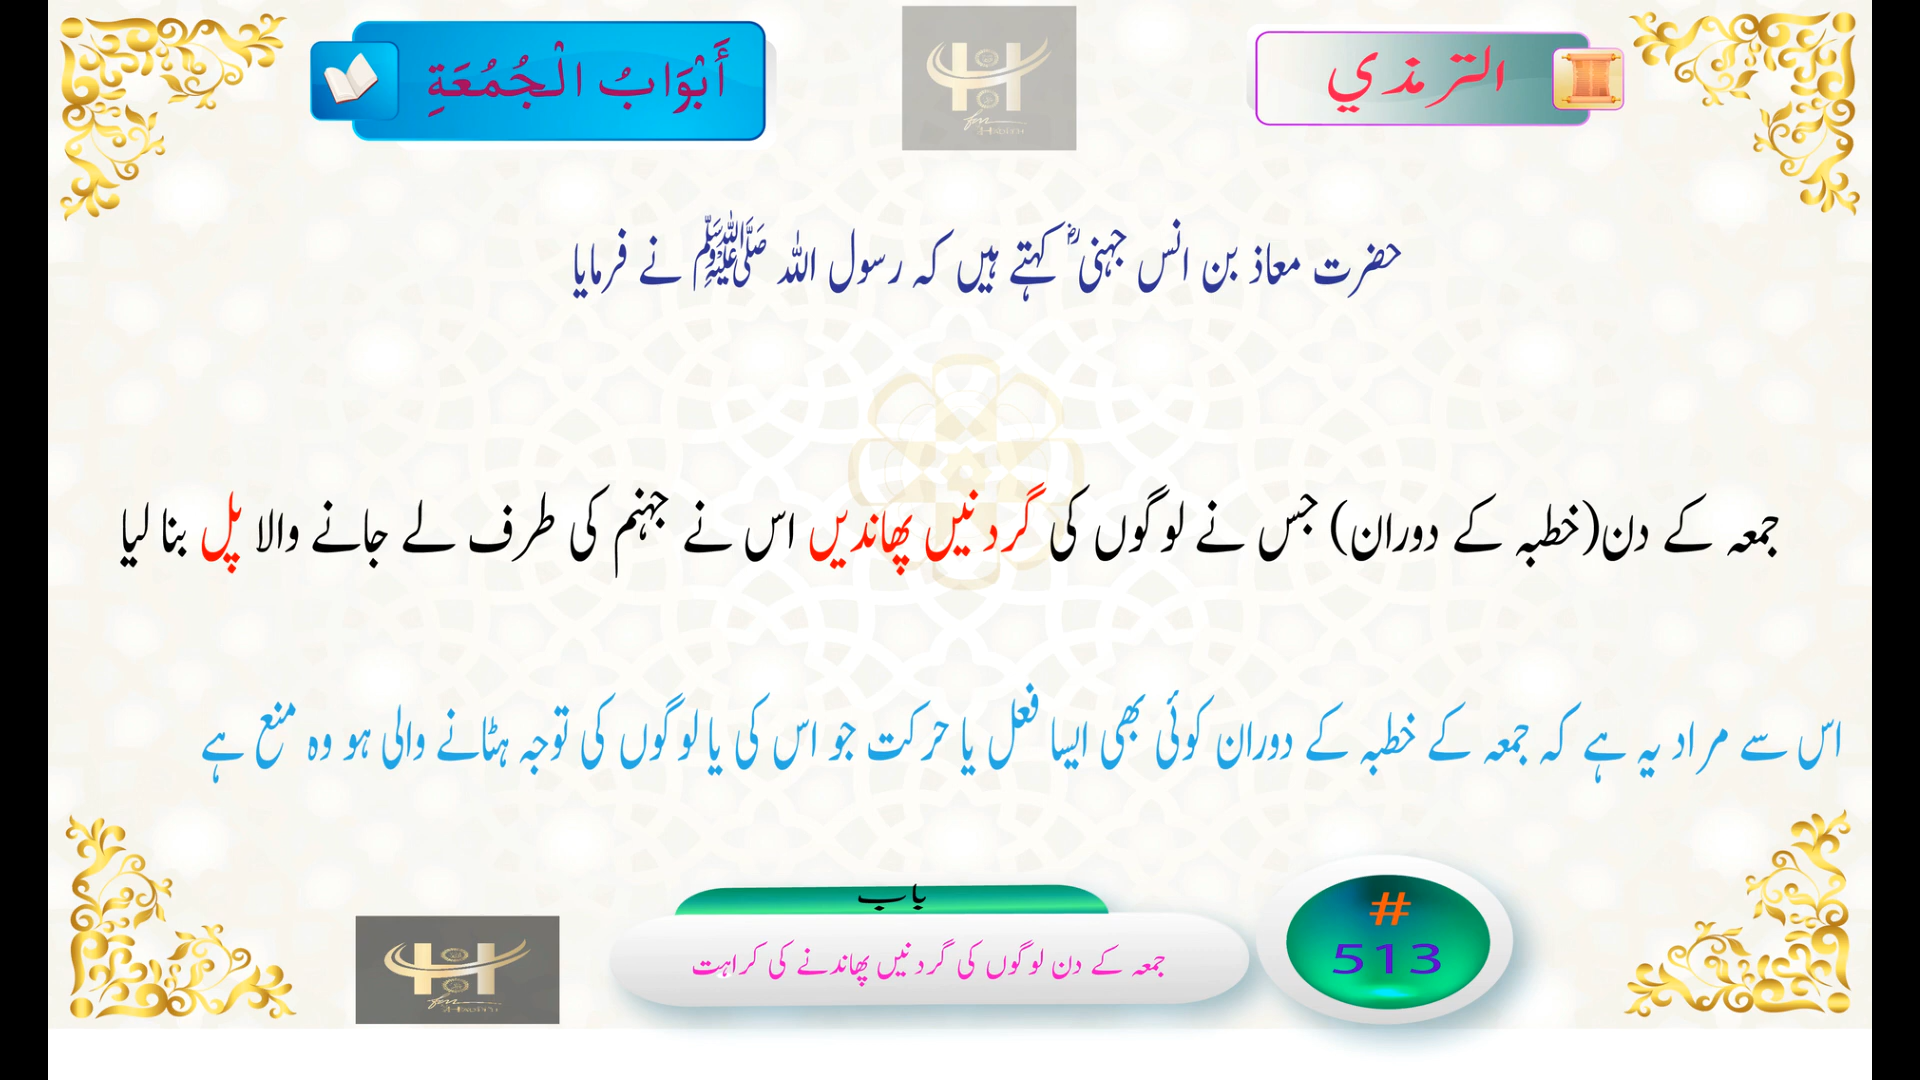 الترمذي
أَبْوَابُ الْجُمُعَةِ
حضرت معاذ بن انس جہنیؓ کہتے ہیں کہ رسول اللہ ﷺ نے فرمایا
جمعہ کے دن(خطبہ کے دوران) جس نے لوگوں کی گردنیں پھاندیں اس نے جہنم کی طرف لے جانے والا پل بنا لیا
اس سے مراد یہ ہے کہ جمعہ کے خطبہ کے دوران کوئی بھی ایسا فعل یا حرکت جو اس کی یا لوگوں کی توجہ ہٹانے والی ہو وہ منع ہے
باب
جمعہ کے دن لوگوں کی گردنیں پھاندنے کی کراہت
#
513